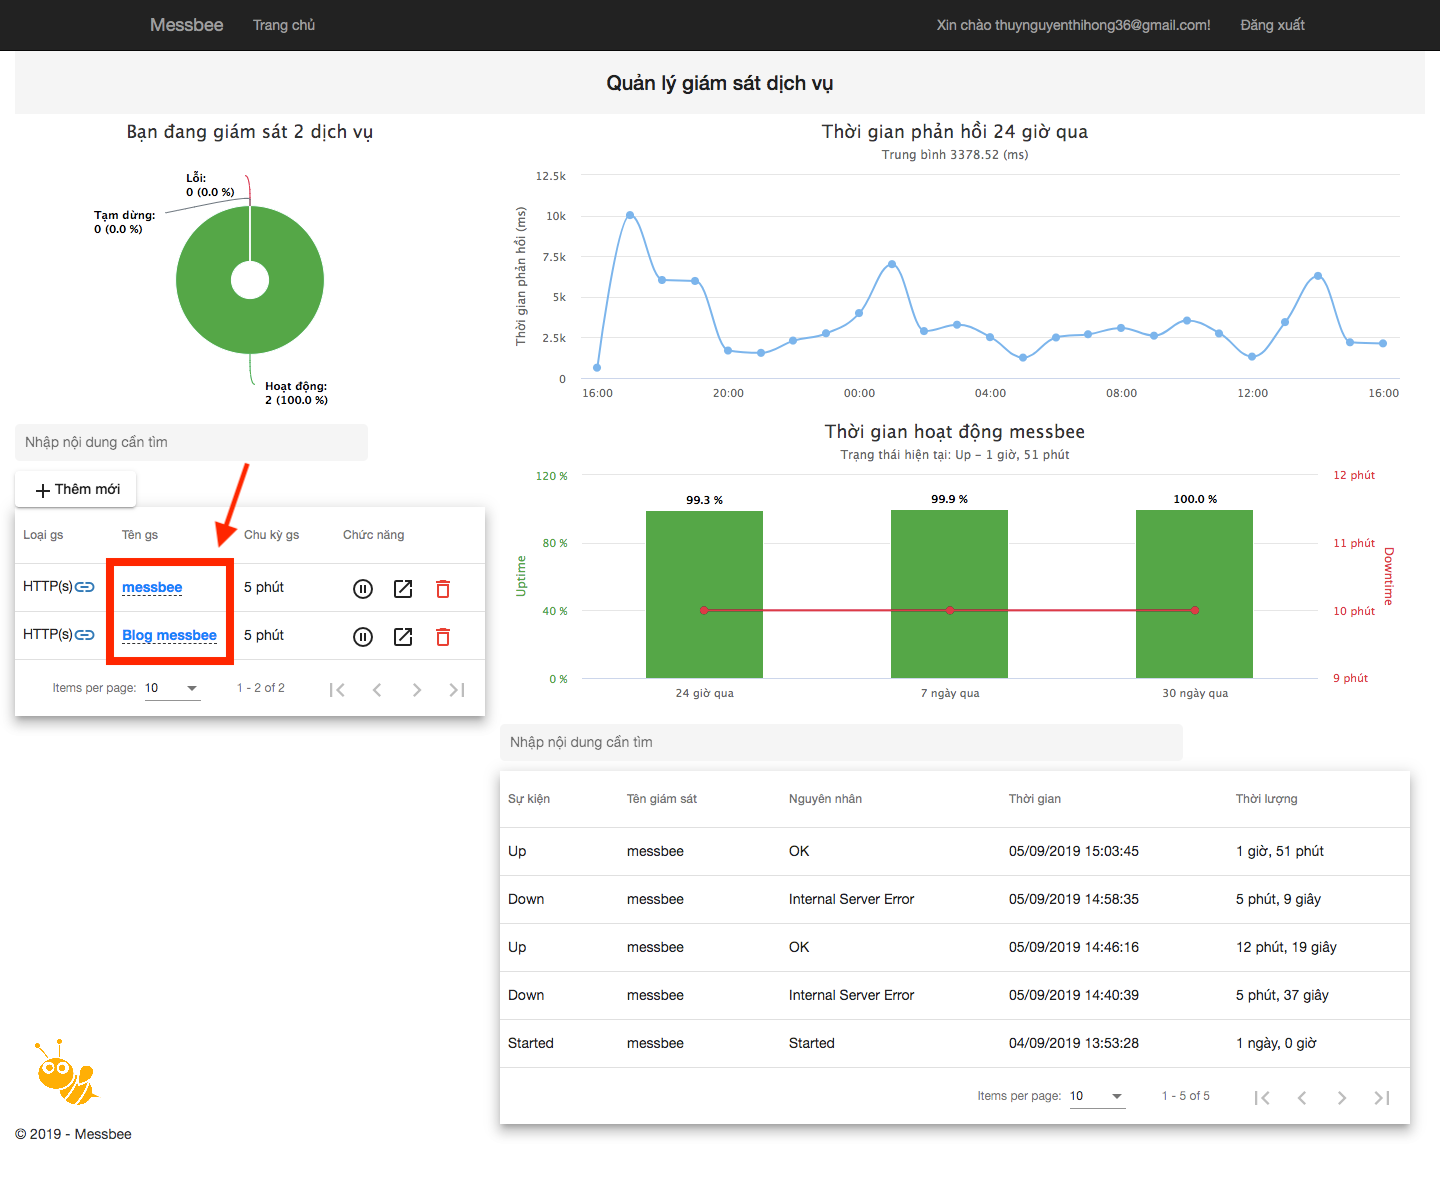 Messbee
Trang chủ
Xin chào thuynguyenthihong36@gmail.com!
Đăng xuất
Quản lý giám sát dịch vụ
Bạn đang giám sát 2 dịch vụ
Lỗi:
0 (0.0 %)
Tạm dừng:
0 (0.0 %)
Hoạt động:
2 (100.0 %)
Thời gian phản hồi 24 giờ qua
Trung bình 3378.52 (ms)
Thời gian phản hồi (ms)
12.5k
10k
7.5k
5k
2.5k
0
16:00 20:00 00:00 04:00 08:00 12:00 16:00
Nhập nội dung cần tìm
Thêm mới
Loại gs Tên gs Chu kỳ gs Chức năng
HTTP(s) messbee 5 phút
HTTP(s) Blog messbee 5 phút
Items per page: 10 1 - 2 of 2
Thời gian hoạt động messbee
Trạng thái hiện tại: Up – 1 giờ, 51 phút
Uptime
120 %
80 %
40 %
0 %
99.3 % 99.9 % 100.0 %
12 phút
11 phút
10 phút
9 phút
Downtime
24 giờ qua 7 ngày qua 30 ngày qua
Nhập nội dung cần tìm
Sự kiện Tên giám sát Nguyên nhân Thời gian Thời lượng
Up messbee OK 05/09/2019 15:03:45 1 giờ, 51 phút
Down messbee Internal Server Error 05/09/2019 14:58:35 5 phút, 9 giây
Up messbee OK 05/09/2019 14:46:16 12 phút, 19 giây
Down messbee Internal Server Error 05/09/2019 14:40:39 5 phút, 37 giây
Started messbee Started 04/09/2019 13:53:28 1 ngày, 0 giờ
Items per page: 10 1 - 5 of 5
© 2019 - Messbee